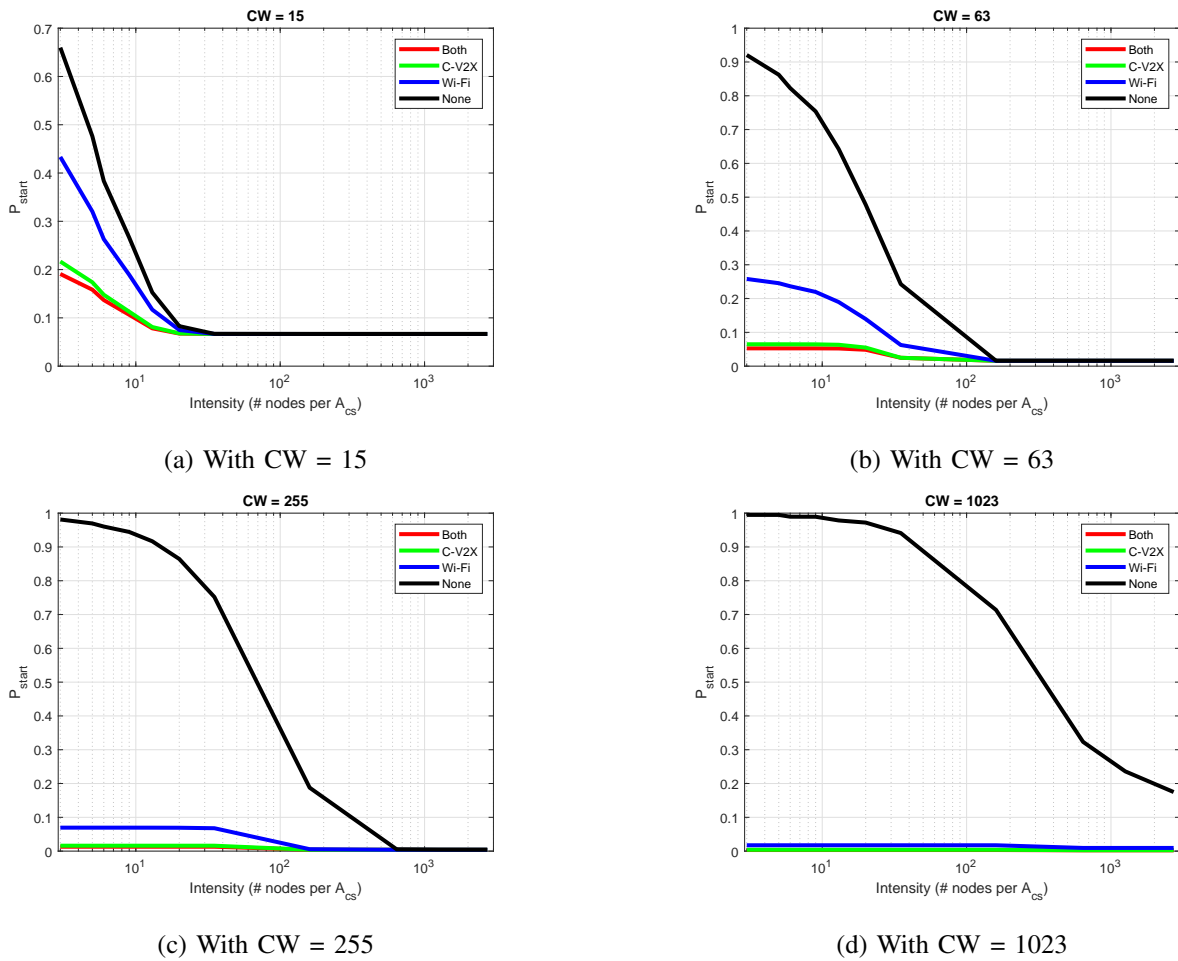 CW = 15
0.7
0.6
0.5
0.4
0.3
0.2
0.1
0
P_start
Both
C-V2X
Wi-Fi
None
10^1 10^2 10^3
Intensity (# nodes per A_cs)
(a) With CW = 15
CW = 63
1
0.9
0.8
0.7
0.6
0.5
0.4
0.3
0.2
0.1
0
P_start
Both
C-V2X
Wi-Fi
None
10^1 10^2 10^3
Intensity (# nodes per A_cs)
(b) With CW = 63
CW = 255
1
0.9
0.8
0.7
0.6
0.5
0.4
0.3
0.2
0.1
0
P_start
Both
C-V2X
Wi-Fi
None
10^1 10^2 10^3
Intensity (# nodes per A_cs)
(c) With CW = 255
CW = 1023
1
0.9
0.8
0.7
0.6
0.5
0.4
0.3
0.2
0.1
0
P_start
Both
C-V2X
Wi-Fi
None
10^1 10^2 10^3
Intensity (# nodes per A_cs)
(d) With CW = 1023